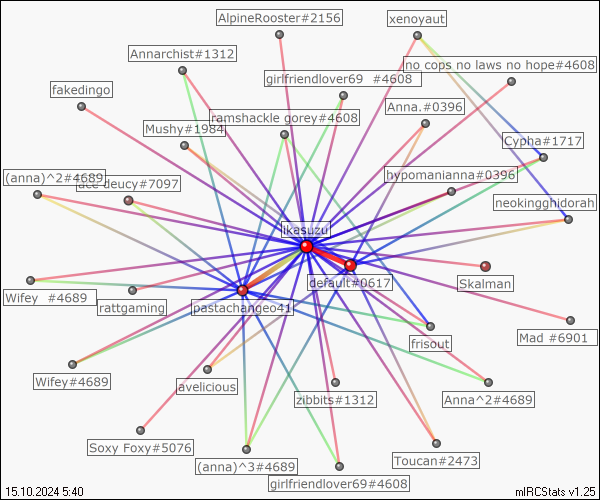 AlpineRooster#2156
xenoyaut
Annarchist#1312
no cops no laws no hope#4608
girlfriendlover69 #4608
fakedingo
Anna.#0396
ramshackle gorey#4608
Mushy#1984
Cypha#1717
hypomanianna#0396
(anna)^2#4689
ace deucy#7097
neokingghidorah
ikasuzu
default#0617
Skalman
Wifey #4689
rattgaming
pastachangeo41
Mad #6901
frisout
Wifey#4689
avelicious
zibbits#1312
Anna^2#4689
Soxy Foxy#5076
(anna)^3#4689
Toucan#2473
girlfriendlover69#4608
15.10.2024 5:40
mIRCStats v1.25